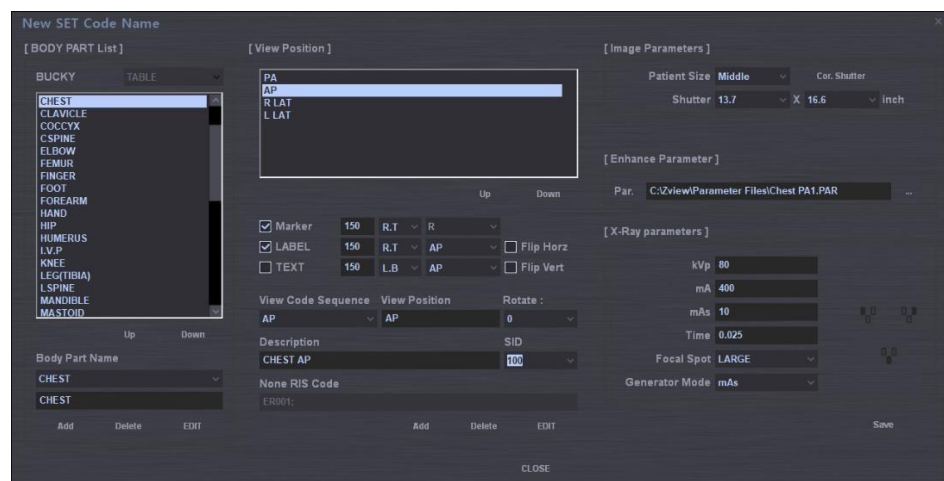 New SET Code Name
[ BODY PART List ]
BUCKY TABLE
CHEST
CLAVICLE
COCCYX
CSPINE
ELBOW
FEMUR
FINGER
FOOT
FOREARM
HAND
HIP
HUMERUS
I.V.P
KNEE
LEG(TIBIA)
LSPINE
MANDIBLE
MASTOID
Up Down
Body Part Name
CHEST
CHEST
Add Delete EDIT
[ View Position ]
PA
AP
R LAT
L LAT
Up Down
Marker 150 R.T R
LABEL 150 R.T AP Flip Horz
TEXT 150 L.B AP Flip Vert
View Code Sequence View Position Rotate :
AP AP 0
Description SID
CHEST AP 100
None RIS Code
ER001;
Add Delete EDIT
CLOSE
[ Image Parameters ]
Patient Size Middle Cor. Shutter
Shutter 13.7 X 16.6 inch
[ Enhance Parameter ]
Par. C:\Zview\Parameter Files\Chest PA1.PAR ...
[ X-Ray parameters ]
kVp 80
mA 400
mAs 10
Time 0.025
Focal Spot LARGE
Generator Mode mAs
Save